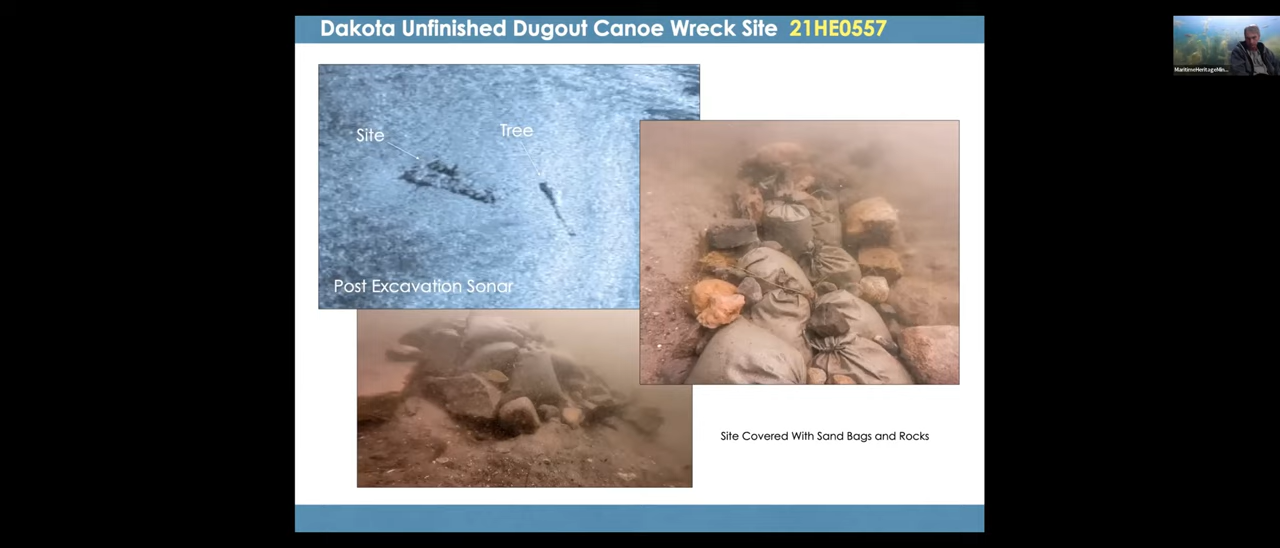 Dakota Unfinished Dugout Canoe Wreck Site 21HE0557
Site
Tree
Post Excavation Sonar
Site Covered With Sand Bags and Rocks
MaritimeHeritageMin...